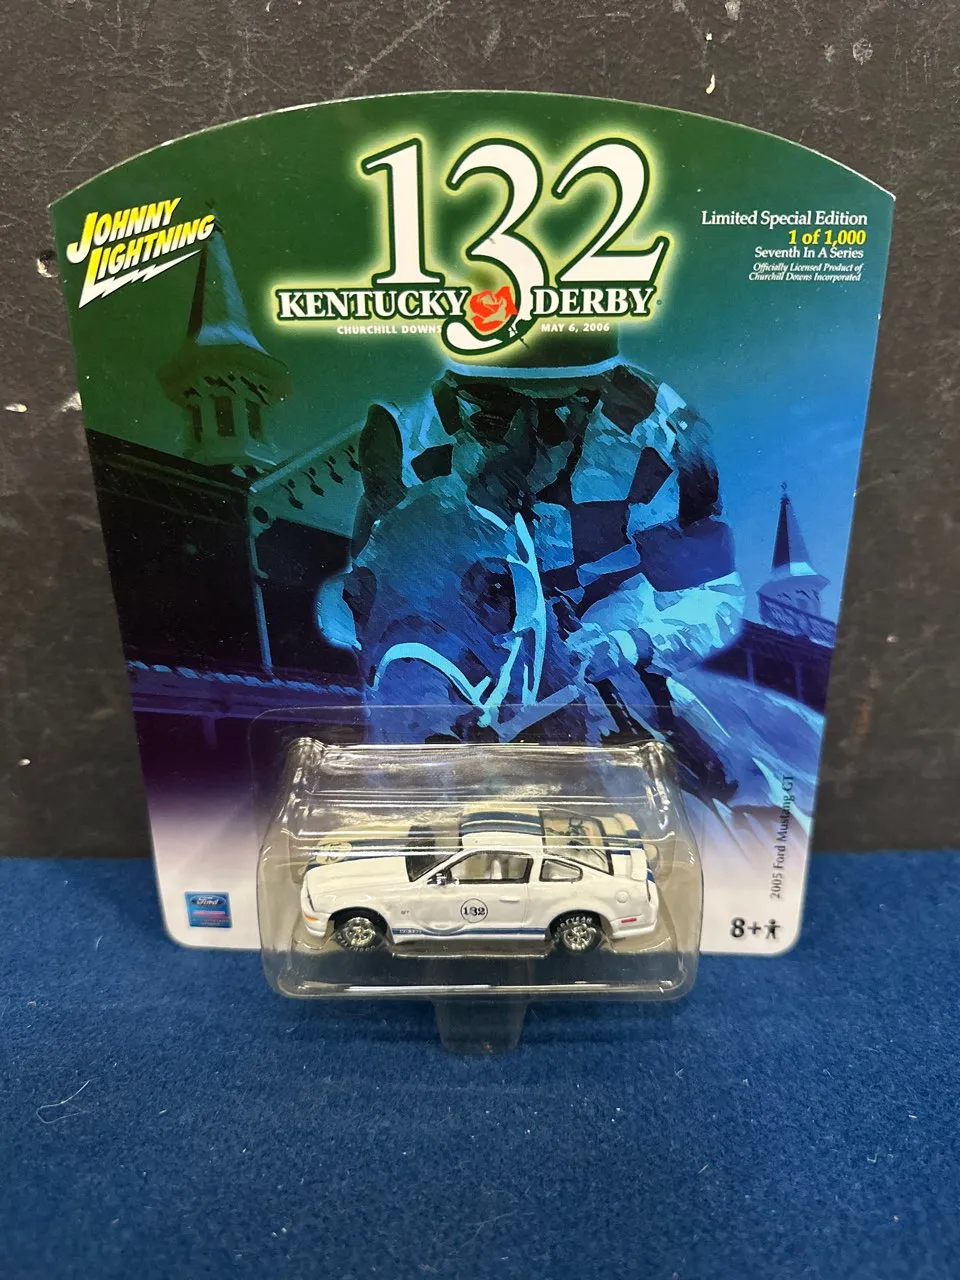 JOHNNY
LIGHTNING
132
KENTUCKY DERBY
CHURCHILL DOWNS MAY 6, 2006
Limited Special Edition
1 of 1,000
Seventh In A Series
Officially Licensed Product of
Churchill Downs Incorporated
2005 Ford Mustang GT
Ford
132
8+